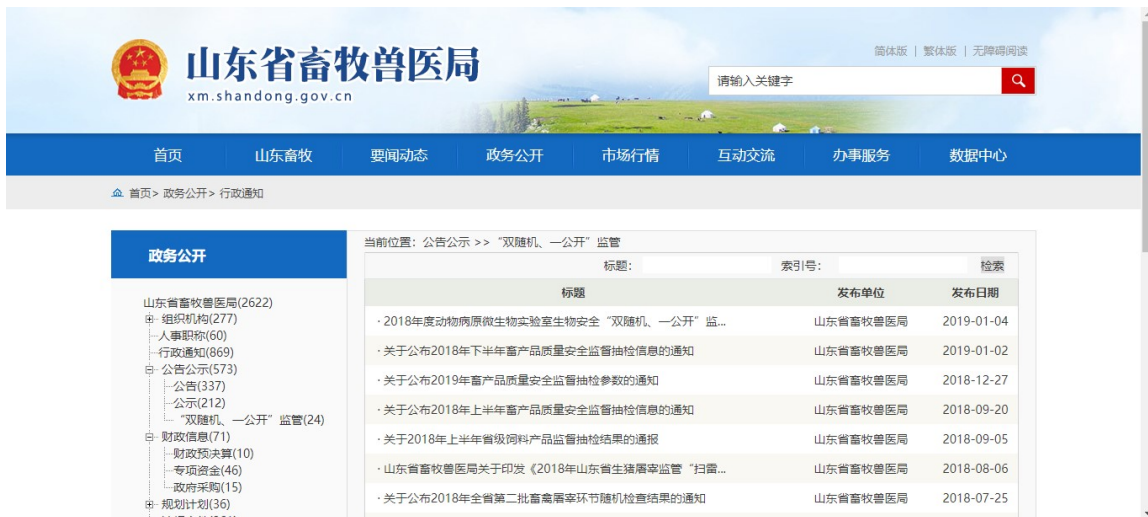 山东省畜牧兽医局
xm.shandong.gov.cn
简体版 | 繁体版 | 无障碍阅读
请输入关键字
首页 山东畜牧 要闻动态 政务公开 市场行情 互动交流 办事服务 数据中心
首页> 政务公开> 行政通知
政务公开
山东省畜牧兽医局(2622)
组织机构(277)
人事职称(60)
行政通知(869)
公告公示(573)
公告(337)
公示(212)
“双随机、一公开”监管(24)
财政信息(71)
财政预决算(10)
专项资金(46)
政府采购(15)
规划计划(36)
当前位置：公告公示 >> “双随机、一公开”监管
标题： 索引号： 检索
标题 发布单位 发布日期
· 2018年度动物病原微生物实验室生物安全“双随机、一公开”监... 山东省畜牧兽医局 2019-01-04
· 关于公布2018年下半年畜产品质量安全监督抽检信息的通知 山东省畜牧兽医局 2019-01-02
· 关于公布2019年畜产品质量安全监督抽检参数的通知 山东省畜牧兽医局 2018-12-27
· 关于公布2018年上半年畜产品质量安全监督抽检信息的通知 山东省畜牧兽医局 2018-09-20
· 关于2018年上半年省级饲料产品监督抽检结果的通报 山东省畜牧兽医局 2018-09-05
· 山东省畜牧兽医局关于印发《2018年山东省生猪屠宰监管“扫雷... 山东省畜牧兽医局 2018-08-06
· 关于公布2018年全省第二批畜禽屠宰环节随机检查结果的通知 山东省畜牧兽医局 2018-07-25